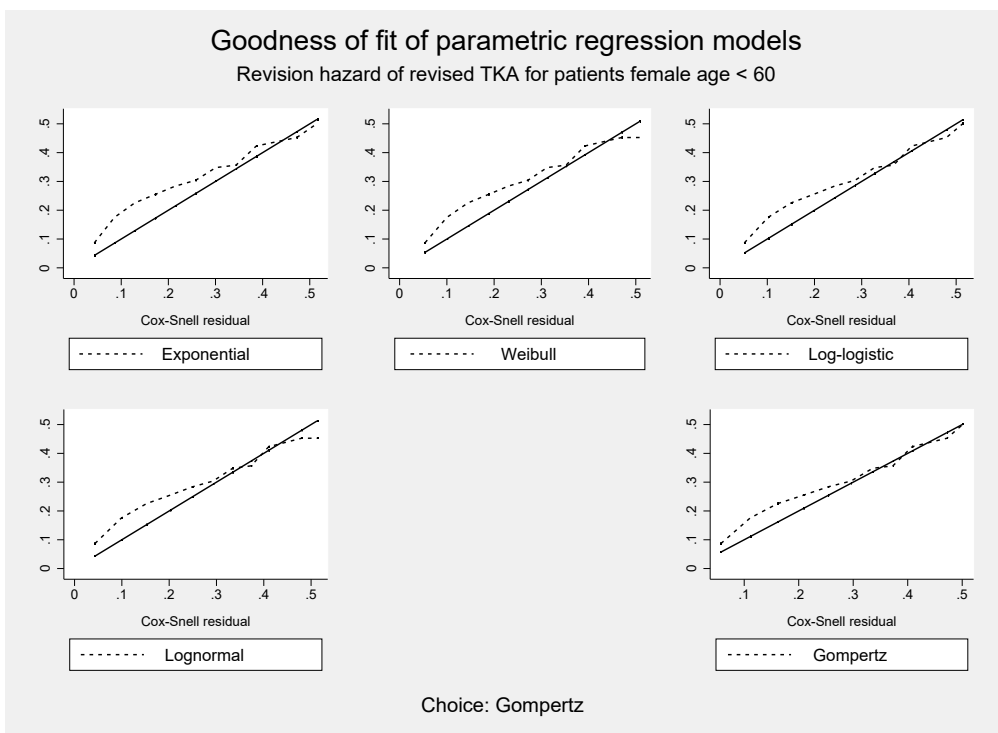 Goodness of fit of parametric regression models
Revision hazard of revised TKA for patients female age < 60
.5
.4
.3
.2
.1
0
0 .1 .2 .3 .4 .5
Cox-Snell residual
Exponential
.5
.4
.3
.2
.1
0
0 .1 .2 .3 .4 .5
Cox-Snell residual
Weibull
.5
.4
.3
.2
.1
0
0 .1 .2 .3 .4 .5
Cox-Snell residual
Log-logistic
.5
.4
.3
.2
.1
0
0 .1 .2 .3 .4 .5
Cox-Snell residual
Lognormal
.5
.4
.3
.2
.1
0
.1 .2 .3 .4 .5
Cox-Snell residual
Gompertz
Choice: Gompertz